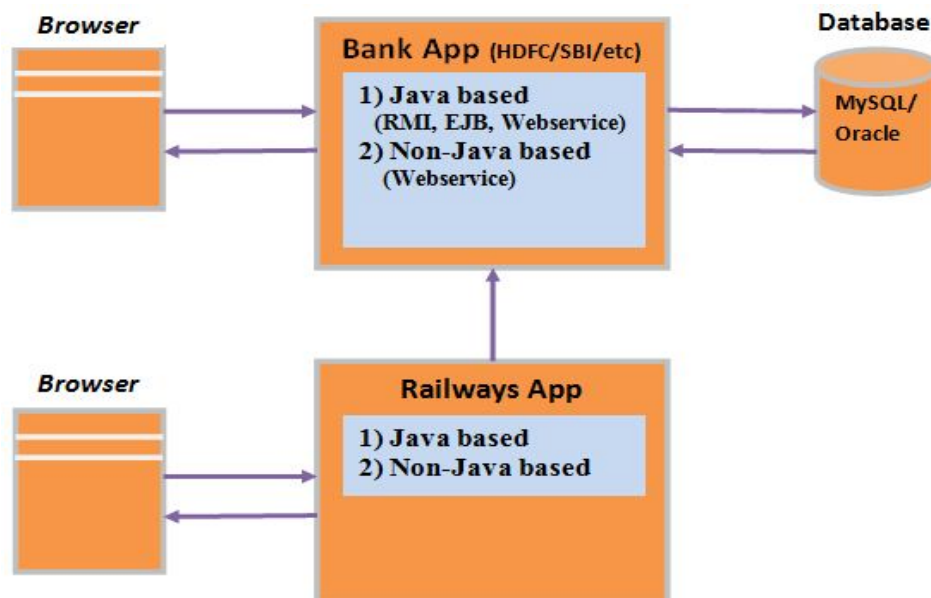 Browser
Bank App (HDFC/SBI/etc)
1) Java based
(RMI, EJB, Webservice)
2) Non-Java based
(Webservice)
Database
MySQL/
Oracle
Browser
Railways App
1) Java based
2) Non-Java based